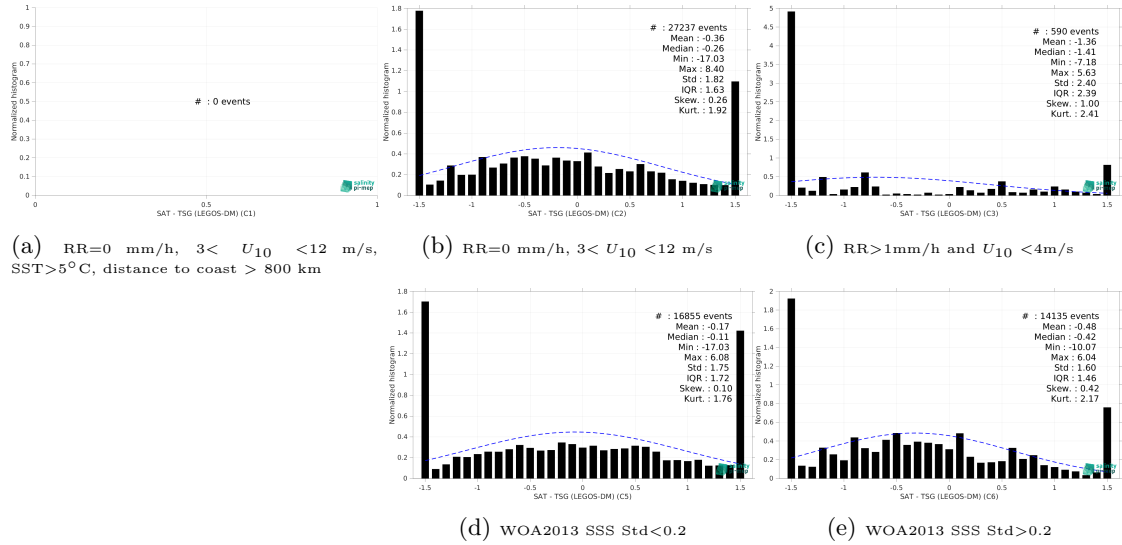 1
0.9
0.8
0.7
0.6
0.5
0.4
0.3
0.2
0.1
0
Normalized histogram
# : 0 events
salinity
pi-mep
0 0.5 1
SAT - TSG (LEGOS-DM) (C1)
(a) RR=0 mm/h, 3< U10 <12 m/s,
SST>5°C, distance to coast > 800 km
1.8
1.6
1.4
1.2
1
0.8
0.6
0.4
0.2
0
Normalized histogram
# : 27237 events
Mean : -0.36
Median : -0.26
Min : -17.03
Max : 8.40
Std : 1.82
IQR : 1.63
Skew. : 0.26
Kurt. : 1.92
salinity
pi-mep
-1.5 -1 -0.5 0 0.5 1 1.5
SAT - TSG (LEGOS-DM) (C2)
(b) RR=0 mm/h, 3< U10 <12 m/s
5
4.5
4
3.5
3
2.5
2
1.5
1
0.5
0
Normalized histogram
# : 590 events
Mean : -1.36
Median : -1.41
Min : -7.18
Max : 5.63
Std : 2.40
IQR : 2.39
Skew. : 1.00
Kurt. : 2.41
salinity
pi-mep
-1.5 -1 -0.5 0 0.5 1 1.5
SAT - TSG (LEGOS-DM) (C3)
(c) RR>1mm/h and U10 <4m/s
1.8
1.6
1.4
1.2
1
0.8
0.6
0.4
0.2
0
Normalized histogram
# : 16855 events
Mean : -0.17
Median : -0.11
Min : -17.03
Max : 6.08
Std : 1.75
IQR : 1.72
Skew. : 0.10
Kurt. : 1.76
salinity
pi-mep
-1.5 -1 -0.5 0 0.5 1 1.5
SAT - TSG (LEGOS-DM) (C5)
(d) WOA2013 SSS Std<0.2
2
1.8
1.6
1.4
1.2
1
0.8
0.6
0.4
0.2
0
Normalized histogram
# : 14135 events
Mean : -0.48
Median : -0.42
Min : -10.07
Max : 6.04
Std : 1.60
IQR : 1.46
Skew. : 0.42
Kurt. : 2.17
salinity
pi-mep
-1.5 -1 -0.5 0 0.5 1 1.5
SAT - TSG (LEGOS-DM) (C6)
(e) WOA2013 SSS Std>0.2